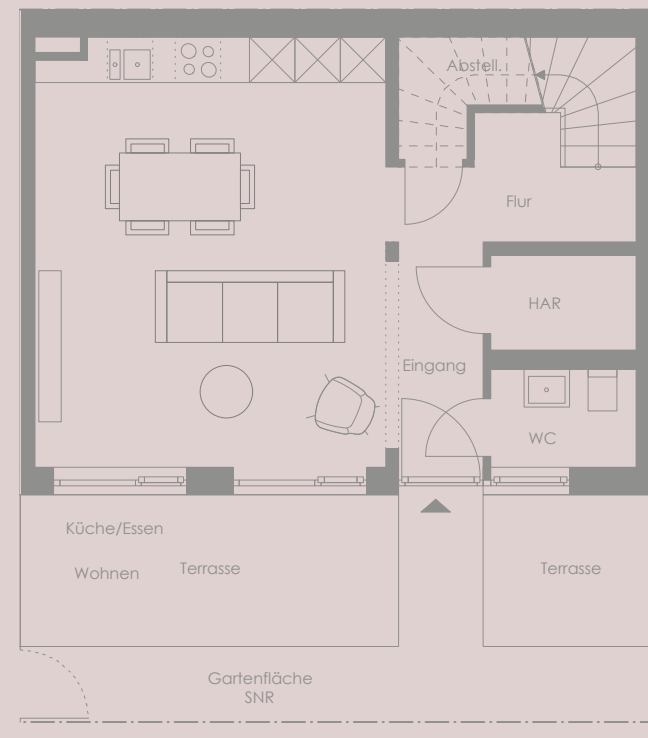 Abstell.
Flur
HAR
Eingang
WC
Küche/Essen
Wohnen
Terrasse
Terrasse
Gartenfläche
SNR